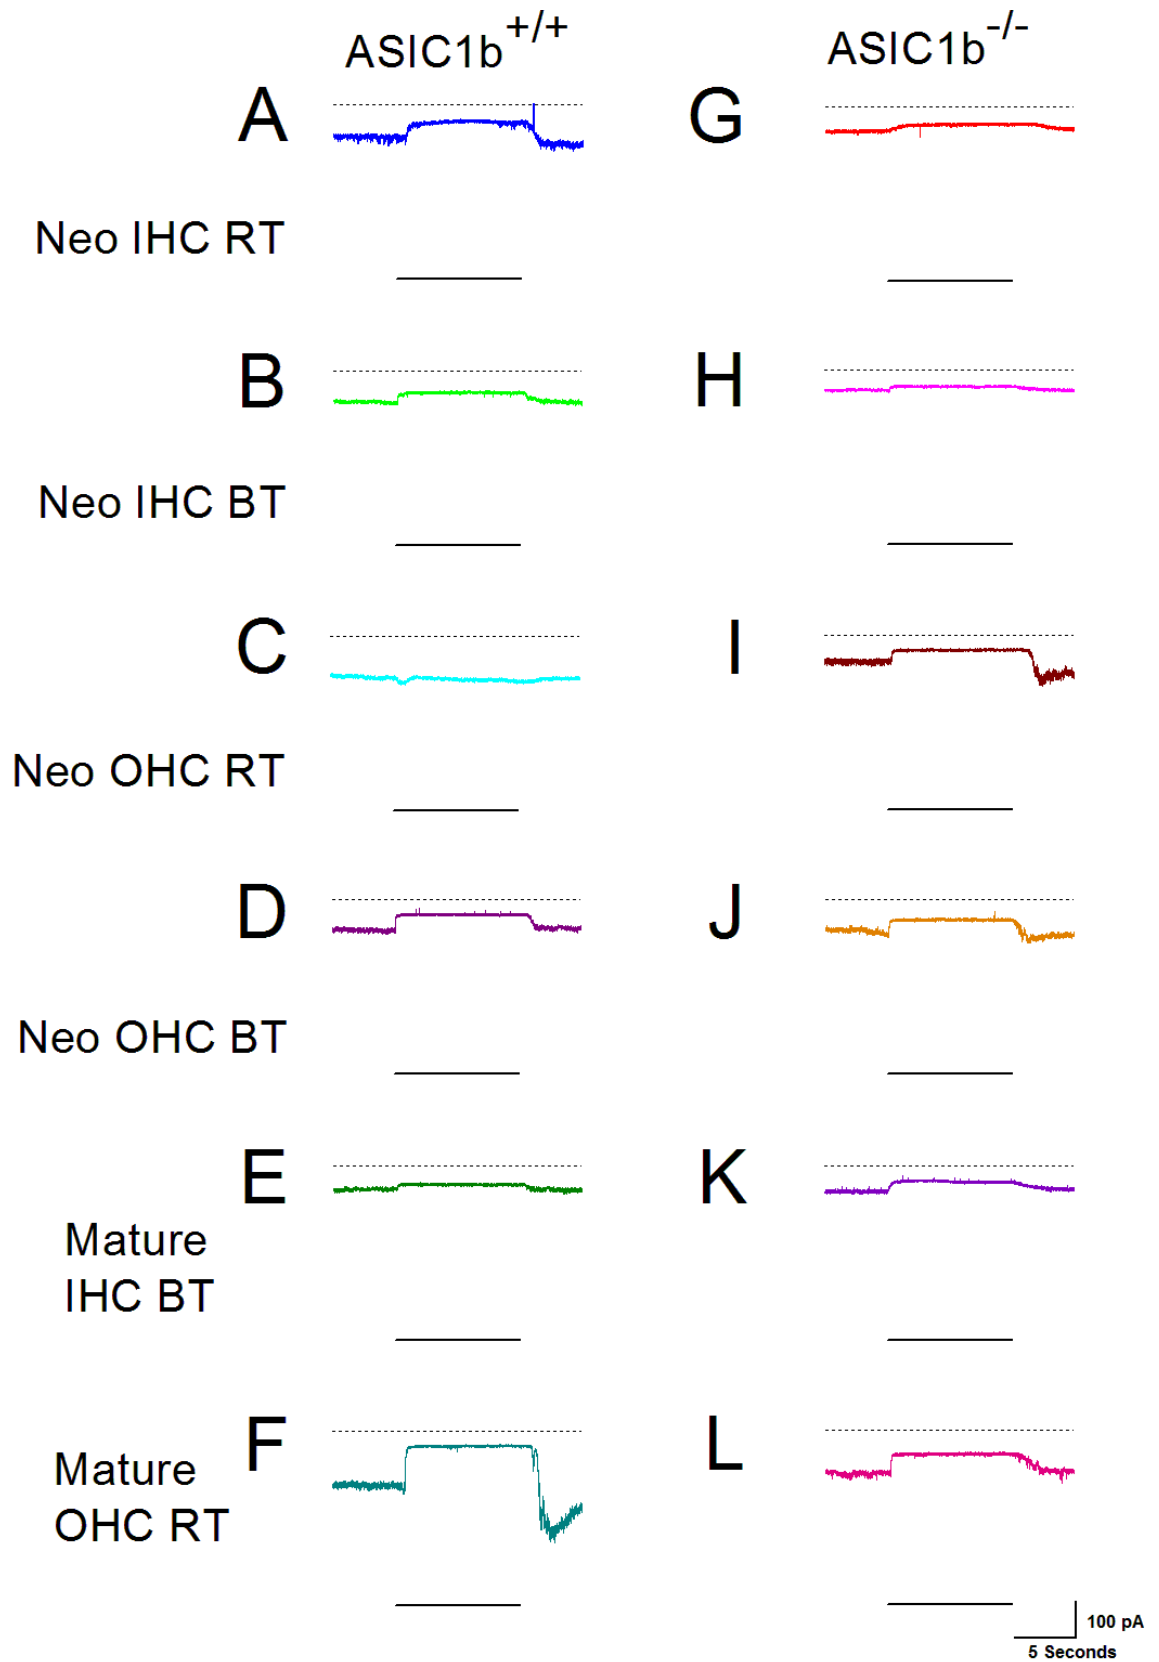 ASIC1b+/+ ASIC1b-/-
A G
Neo IHC RT
B H
Neo IHC BT
C I
Neo OHC RT
D J
Neo OHC BT
E K
Mature
IHC BT
F L
Mature
OHC RT
100 pA
5 Seconds